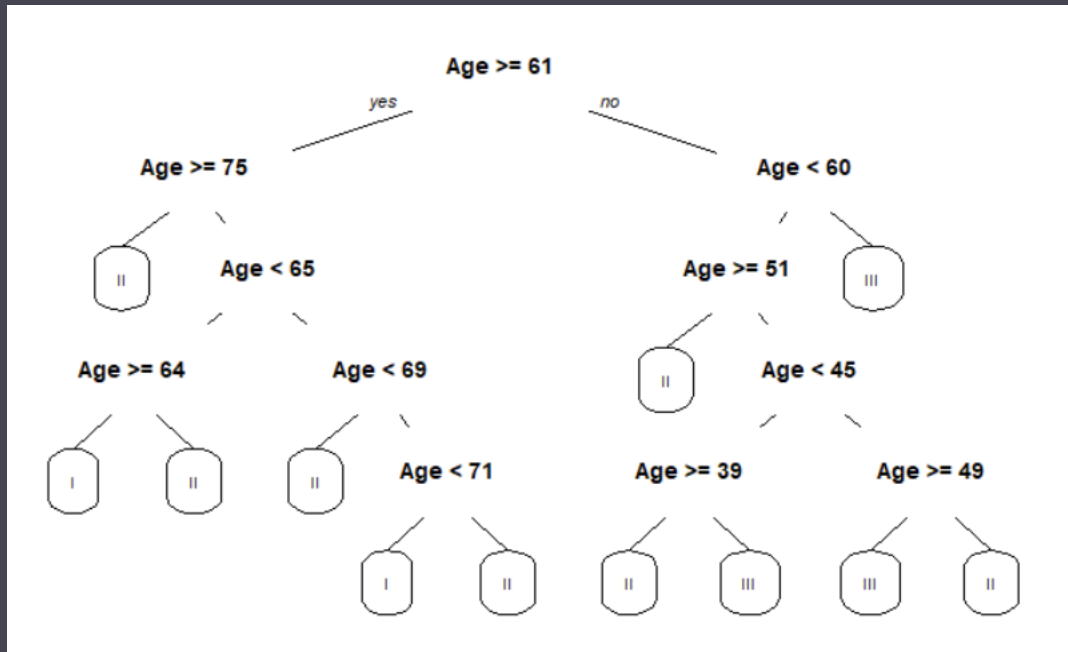 Age >= 61
yes no
Age >= 75 Age < 60
II Age < 65 Age >= 51 III
Age >= 64 Age < 69 II Age < 45
I II II Age < 71 Age >= 39 Age >= 49
I II II III III II